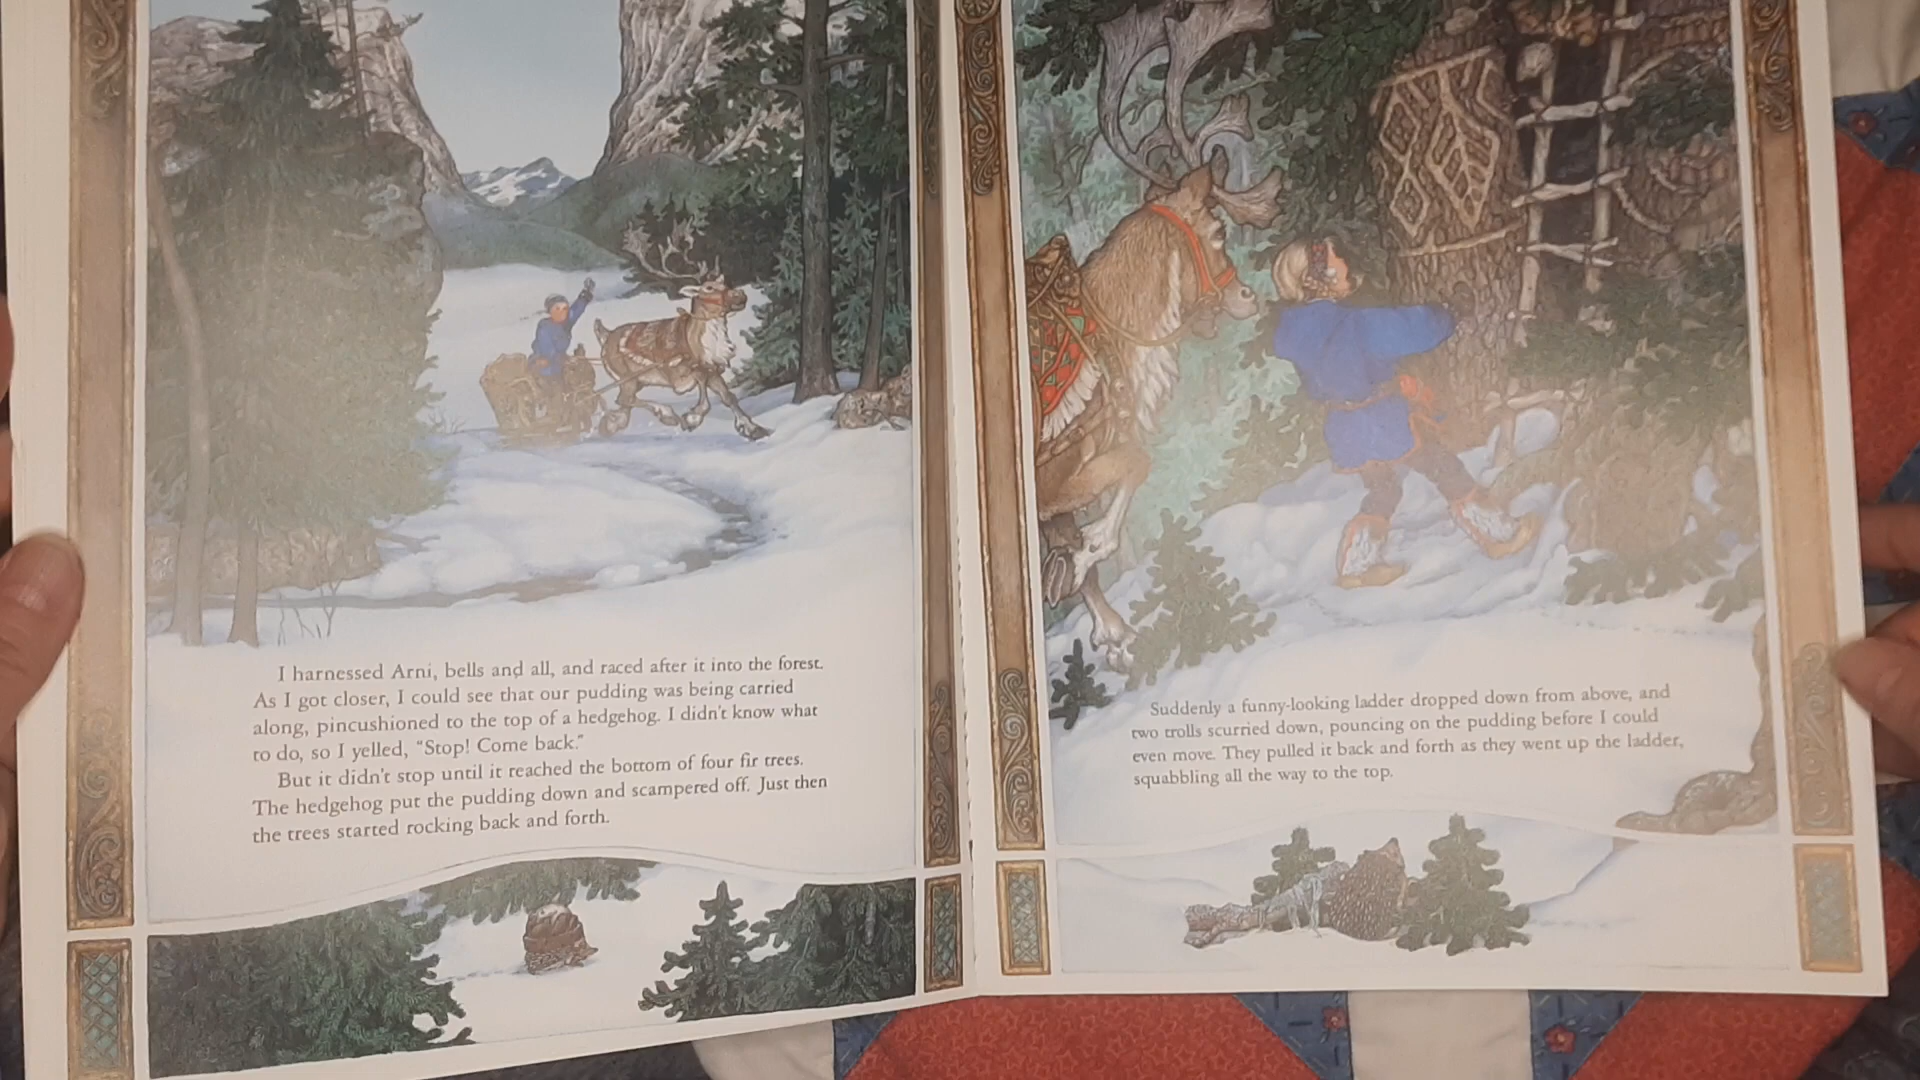 I harnessed Arni, bells and all, and raced after it into the forest.
As I got closer, I could see that our pudding was being carried
along, pincushioned to the top of a hedgehog. I didn't know what
to do, so I yelled, "Stop! Come back."
But it didn't stop until it reached the bottom of four fir trees.
The hedgehog put the pudding down and scampered off. Just then
the trees started rocking back and forth.
Suddenly a funny-looking ladder dropped down from above, and
two trolls scurried down, pouncing on the pudding before I could
even move. They pulled it back and forth as they went up the ladder,
squabbling all the way to the top.